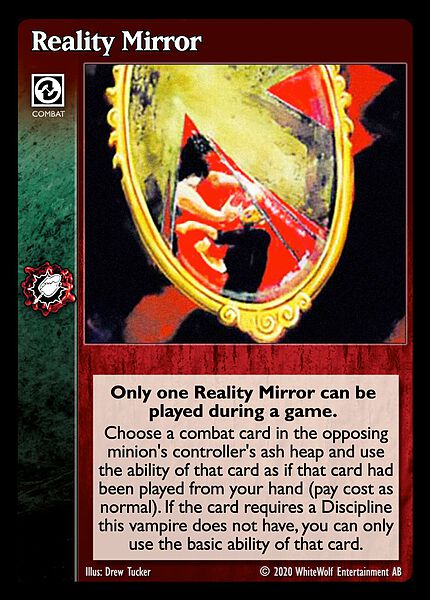 Reality Mirror
COMBAT
Only one Reality Mirror can be
played during a game.
Choose a combat card in the opposing
minion's controller's ash heap and use
the ability of that card as if that card had
been played from your hand (pay cost as
normal). If the card requires a Discipline
this vampire does not have, you can only
use the basic ability of that card.
Illus: Drew Tucker © 2020 WhiteWolf Entertainment AB